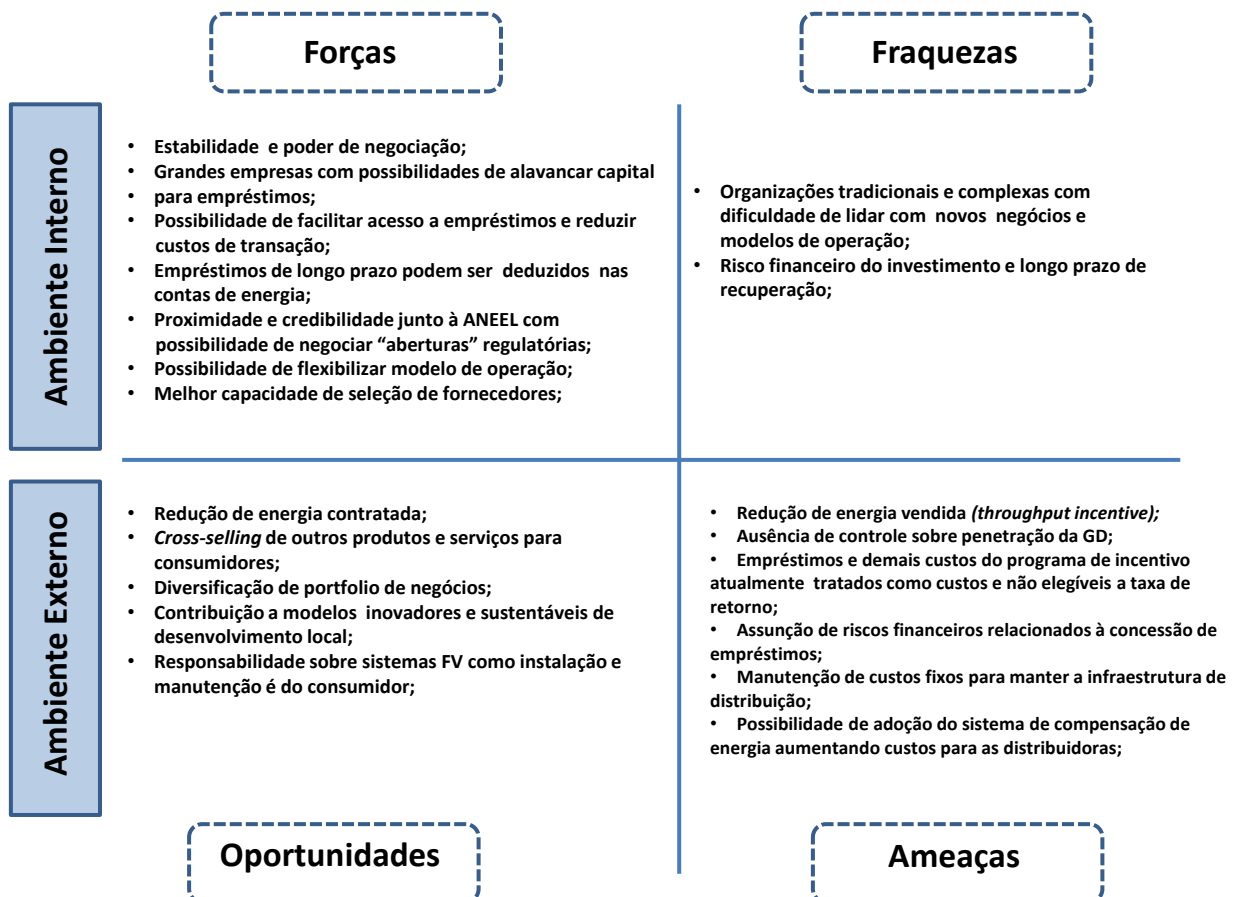 Forças
Fraquezas
Ambiente Interno
• Estabilidade e poder de negociação;
• Grandes empresas com possibilidades de alavancar capital
• para empréstimos;
• Possibilidade de facilitar acesso a empréstimos e reduzir
custos de transação;
• Empréstimos de longo prazo podem ser deduzidos nas
contas de energia;
• Proximidade e credibilidade junto à ANEEL com
possibilidade de negociar “aberturas” regulatórias;
• Possibilidade de flexibilizar modelo de operação;
• Melhor capacidade de seleção de fornecedores;
• Organizações tradicionais e complexas com
dificuldade de lidar com novos negócios e
modelos de operação;
• Risco financeiro do investimento e longo prazo de
recuperação;
Ambiente Externo
• Redução de energia contratada;
• Cross-selling de outros produtos e serviços para
consumidores;
• Diversificação de portfolio de negócios;
• Contribuição a modelos inovadores e sustentáveis de
desenvolvimento local;
• Responsabilidade sobre sistemas FV como instalação e
manutenção é do consumidor;
• Redução de energia vendida (throughput incentive);
• Ausência de controle sobre penetração da GD;
• Empréstimos e demais custos do programa de incentivo
atualmente tratados como custos e não elegíveis a taxa de
retorno;
• Assunção de riscos financeiros relacionados à concessão de
empréstimos;
• Manutenção de custos fixos para manter a infraestrutura de
distribuição;
• Possibilidade de adoção do sistema de compensação de
energia aumentando custos para as distribuidoras;
Oportunidades
Ameaças